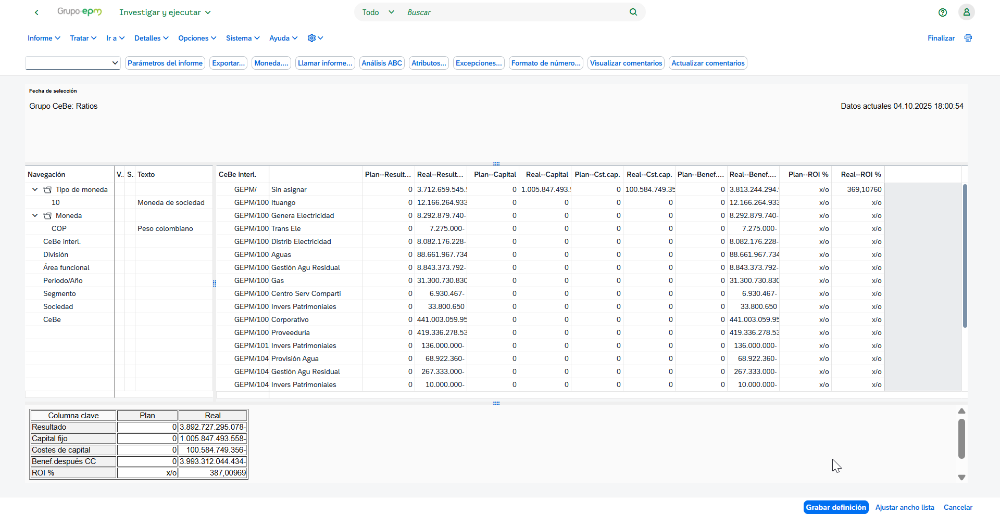 Grupo·epm Investigar y ejecutar Todo Buscar
Informe Tratar Ir a Detalles Opciones Sistema Ayuda Finalizar
Parámetros del informe Exportar... Moneda.... Llamar informe... Análisis ABC Atributos... Excepciones... Formato de número... Visualizar comentarios Actualizar comentarios
Fecha de selección
Grupo CeBe: Ratios Datos actuales 04.10.2025 18:00:54
Navegación V.. S. Texto
Tipo de moneda
10 Moneda de sociedad
Moneda
COP Peso colombiano
CeBe interl.
División
Área funcional
Período/Año
Segmento
Sociedad
CeBe
CeBe interl. Plan--Result... Real--Result... Plan--Capital Real--Capital Plan--Cst.cap. Real--Cst.cap. Plan--Benef.... Real--Benef.... Plan--ROI % Real--ROI %
GEPM/ Sin asignar 0 3.712.659.545. 0 1.005.847.493. 0 100.584.749.35 0 3.813.244.294. x/o 369,10760
GEPM/100 Ituango 0 12.166.264.933 0 0 0 0 0 12.166.264.933 x/o x/o
GEPM/100 Genera Electricidad 0 8.292.879.740- 0 0 0 0 0 8.292.879.740- x/o x/o
GEPM/100 Trans Ele 0 7.275.000- 0 0 0 0 0 7.275.000- x/o x/o
GEPM/100 Distrib Electricidad 0 8.082.176.228- 0 0 0 0 0 8.082.176.228- x/o x/o
GEPM/100 Aguas 0 88.661.967.734 0 0 0 0 0 88.661.967.734 x/o x/o
GEPM/100 Gestión Agu Residual 0 8.843.373.792- 0 0 0 0 0 8.843.373.792- x/o x/o
GEPM/100 Gas 0 31.300.730.830 0 0 0 0 0 31.300.730.830 x/o x/o
GEPM/100 Centro Serv Comparti 0 6.930.467- 0 0 0 0 0 6.930.467- x/o x/o
GEPM/100 Invers Patrimoniales 0 33.800.650 0 0 0 0 0 33.800.650 x/o x/o
GEPM/100 Corporativo 0 441.003.059.95 0 0 0 0 0 441.003.059.95 x/o x/o
GEPM/100 Proveeduría 0 419.336.278.53 0 0 0 0 0 419.336.278.53 x/o x/o
GEPM/101 Invers Patrimoniales 0 136.000.000- 0 0 0 0 0 136.000.000- x/o x/o
GEPM/104 Provisión Agua 0 68.922.360- 0 0 0 0 0 68.922.360- x/o x/o
GEPM/104 Gestión Agu Residual 0 267.333.000- 0 0 0 0 0 267.333.000- x/o x/o
GEPM/104 Invers Patrimoniales 0 10.000.000- 0 0 0 0 0 10.000.000- x/o x/o
Columna clave Plan Real
Resultado 0 3.892.727.295.078-
Capital fijo 0 1.005.847.493.558-
Costes de capital 0 100.584.749.356-
Benef.después CC 0 3.993.312.044.434-
ROI % x/o 387,00969
Grabar definición Ajustar ancho lista Cancelar